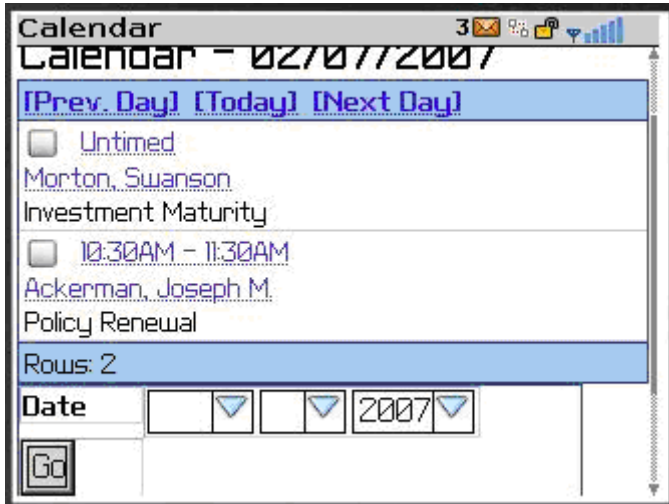 Calendar 3
Calendar - 02/07/2007
[Prev. Day] [Today] [Next Day]
Untimed
Morton, Swanson
Investment Maturity
10:30AM - 11:30AM
Ackerman, Joseph M.
Policy Renewal
Rows: 2
Date 2007
Go